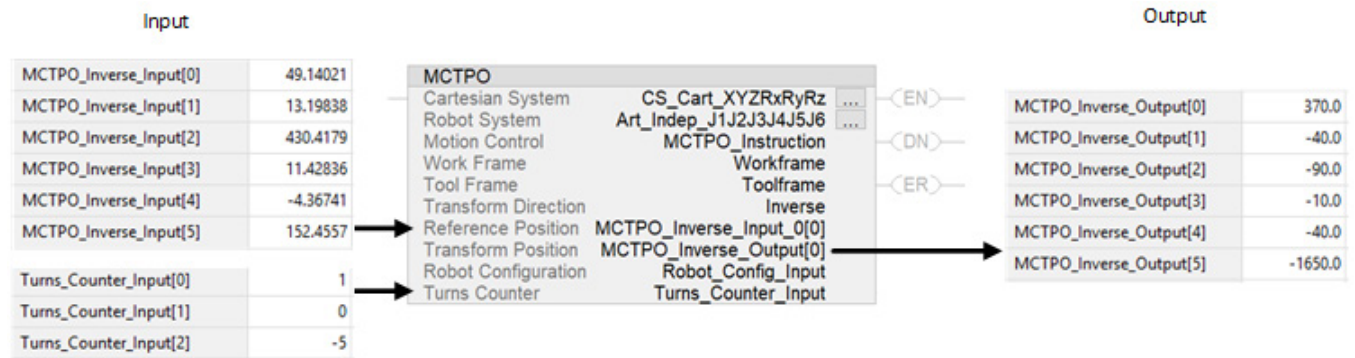 Input
Output
MCTPO_Inverse_Input[0] 49.14021
MCTPO_Inverse_Input[1] 13.19838
MCTPO_Inverse_Input[2] 430.4179
MCTPO_Inverse_Input[3] 11.42836
MCTPO_Inverse_Input[4] -4.36741
MCTPO_Inverse_Input[5] 152.4557
Turns_Counter_Input[0] 1
Turns_Counter_Input[1] 0
Turns_Counter_Input[2] -5
MCTPO
Cartesian System CS_Cart_XYZRxRyRz ...
Robot System Art_Indep_J1J2J3J4J5J6 ...
Motion Control MCTPO_Instruction
Work Frame Workframe
Tool Frame Toolframe
Transform Direction Inverse
Reference Position MCTPO_Inverse_Input_0[0]
Transform Position MCTPO_Inverse_Output[0]
Robot Configuration Robot_Config_Input
Turns Counter Turns_Counter_Input
EN
DN
ER
MCTPO_Inverse_Output[0] 370.0
MCTPO_Inverse_Output[1] -40.0
MCTPO_Inverse_Output[2] -90.0
MCTPO_Inverse_Output[3] -10.0
MCTPO_Inverse_Output[4] -40.0
MCTPO_Inverse_Output[5] -1650.0